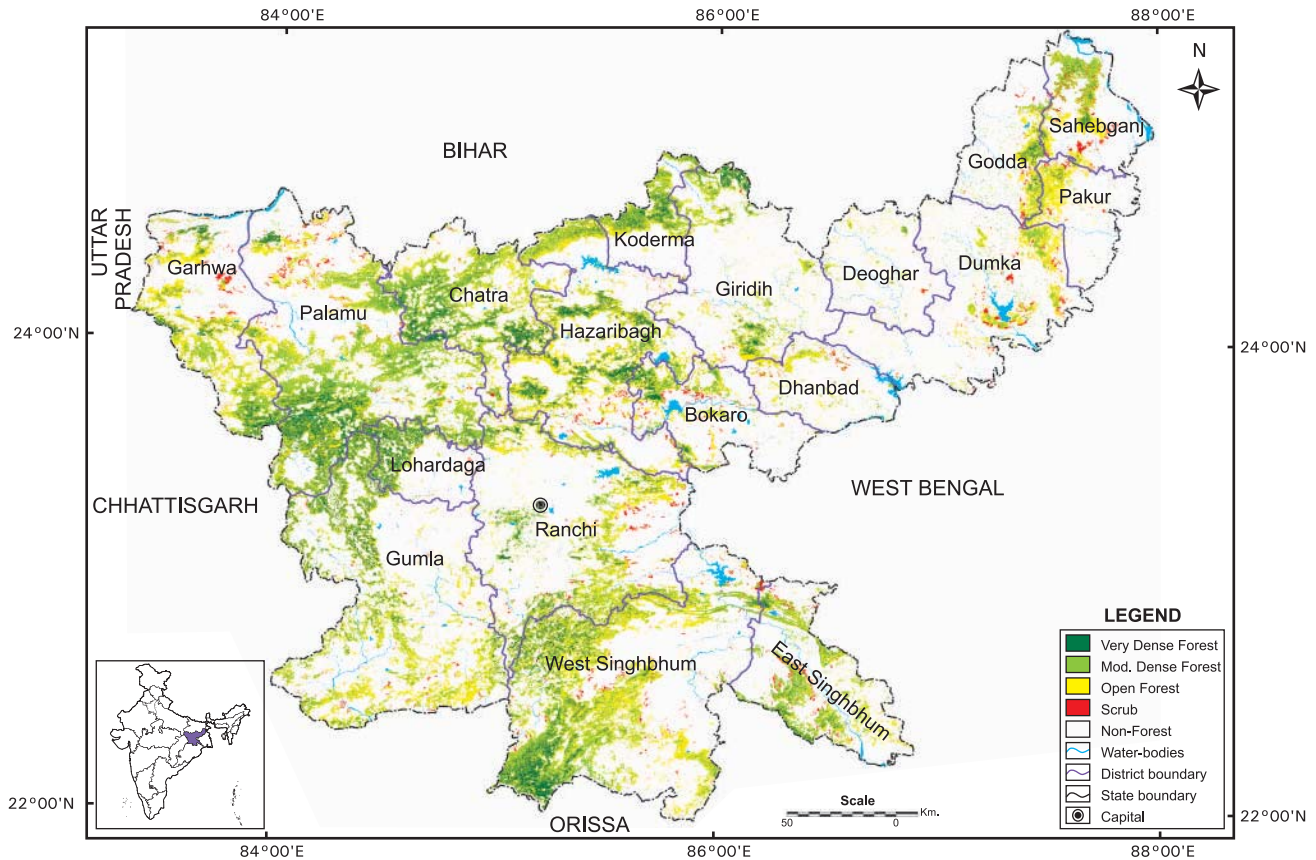 84°00'E
86°00'E
88°00'E
N
BIHAR
Sahebganj
Godda
Pakur
UTTAR
PRADESH
Koderma
Garhwa
Deoghar
Dumka
Palamu
Chatra
Giridih
24°00'N
Hazaribagh
24°00'N
Dhanbad
Bokaro
Lohardaga
WEST BENGAL
CHHATTISGARH
Ranchi
Gumla
LEGEND
Very Dense Forest
West Singhbhum
East Singhbhum
Mod. Dense Forest
Open Forest
Scrub
Non-Forest
Water-bodies
District boundary
State boundary
Capital
Scale
50
0
Km.
22°00'N
22°00'N
ORISSA
84°00'E
86°00'E
88°00'E